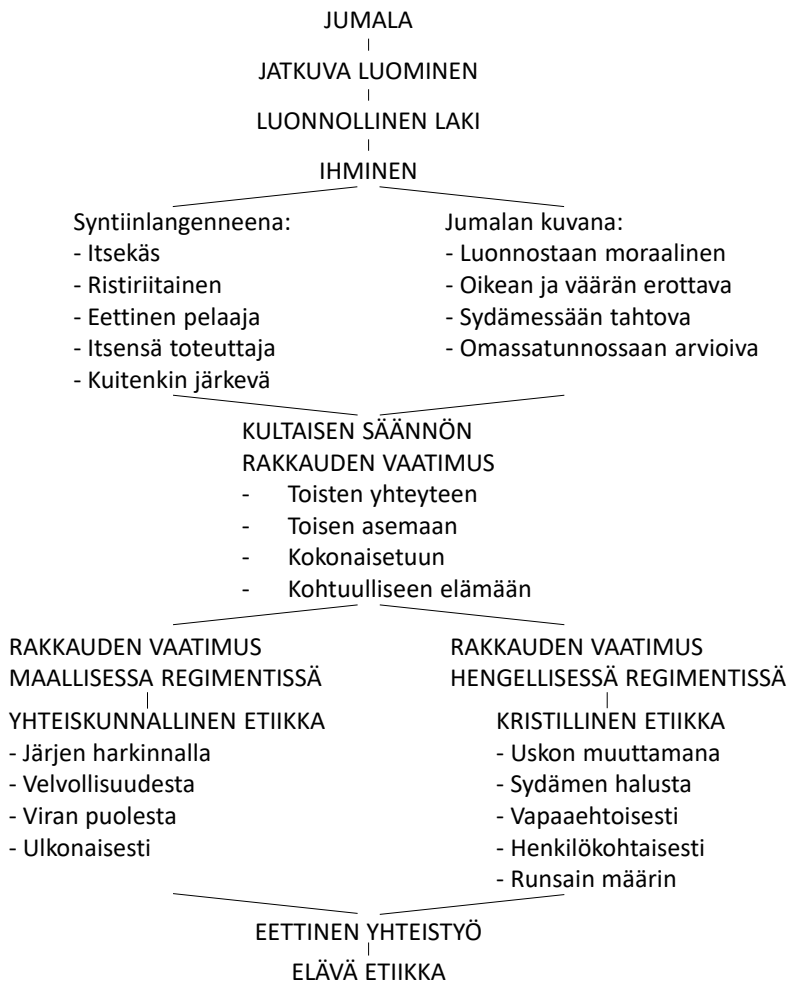 JUMALA
JATKUVA LUOMINEN
LUONNOLLINEN LAKI
IHMINEN
Syntiinlangenneena:
- Itsekäs
- Ristiriitainen
- Eettinen pelaaja
- Itsensä toteuttaja
- Kuitenkin järkevä
Jumalan kuvana:
- Luonnostaan moraalinen
- Oikean ja väärän erottava
- Sydämessään tahtova
- Omassatunnossaan arvioiva
KULTAISEN SÄÄNNÖN
RAKKAUDEN VAATIMUS
- Toisten yhteyteen
- Toisen asemaan
- Kokonaisetuun
- Kohtuulliseen elämään
RAKKAUDEN VAATIMUS
MAALLISESSA REGIMENTISSÄ
YHTEISKUNNALLINEN ETIIKKA
- Järjen harkinnalla
- Velvollisuudesta
- Viran puolesta
- Ulkonaisesti
RAKKAUDEN VAATIMUS
HENGELLISESSÄ REGIMENTISSÄ
KRISTILLINEN ETIIKKA
- Uskon muuttamana
- Sydämen halusta
- Vapaaehtoisesti
- Henkilökohtaisesti
- Runsain määrin
EETTINEN YHTEISTYÖ
ELÄVÄ ETIIKKA